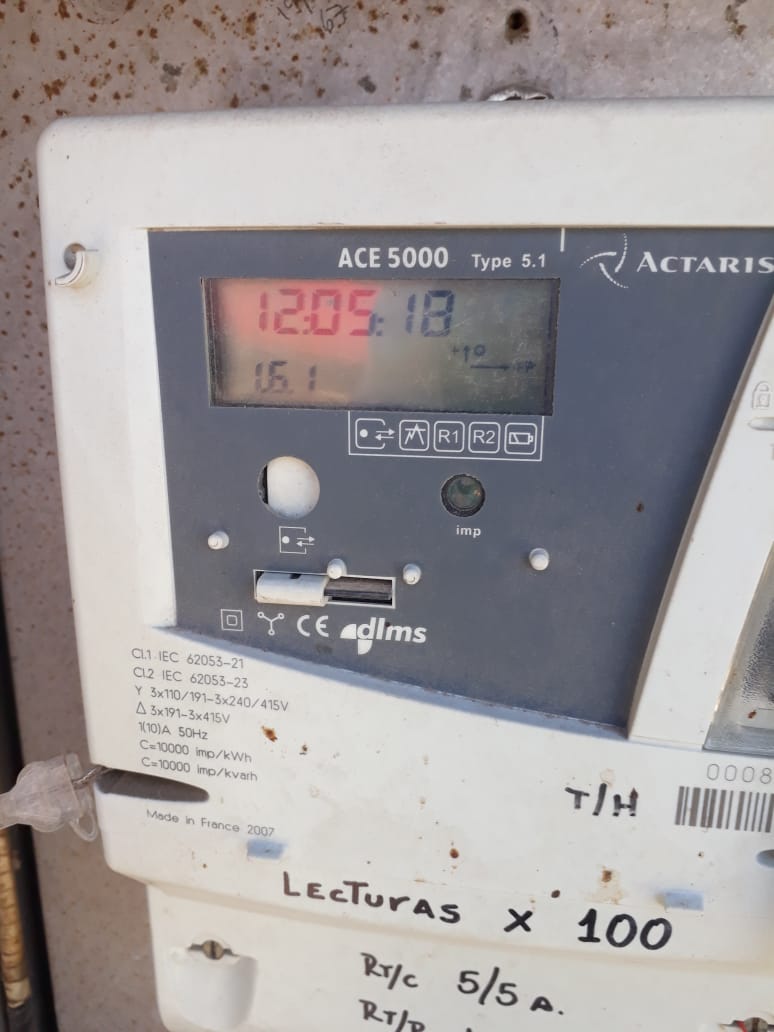 ACE 5000 Type 5.1 ACTARIS
12:05:18
1.6.1
R1 R2
imp
CE dlms
Cl.1 IEC 62053-21
Cl.2 IEC 62053-23
Y 3x110/191-3x240/415V
Δ 3x191-3x415V
1(10)A 50Hz
C=10000 imp/kWh
C=10000 imp/kvarh
Made in France 2007
0008
T/H
LECTURAS X 100
RT/C 5/5 A.